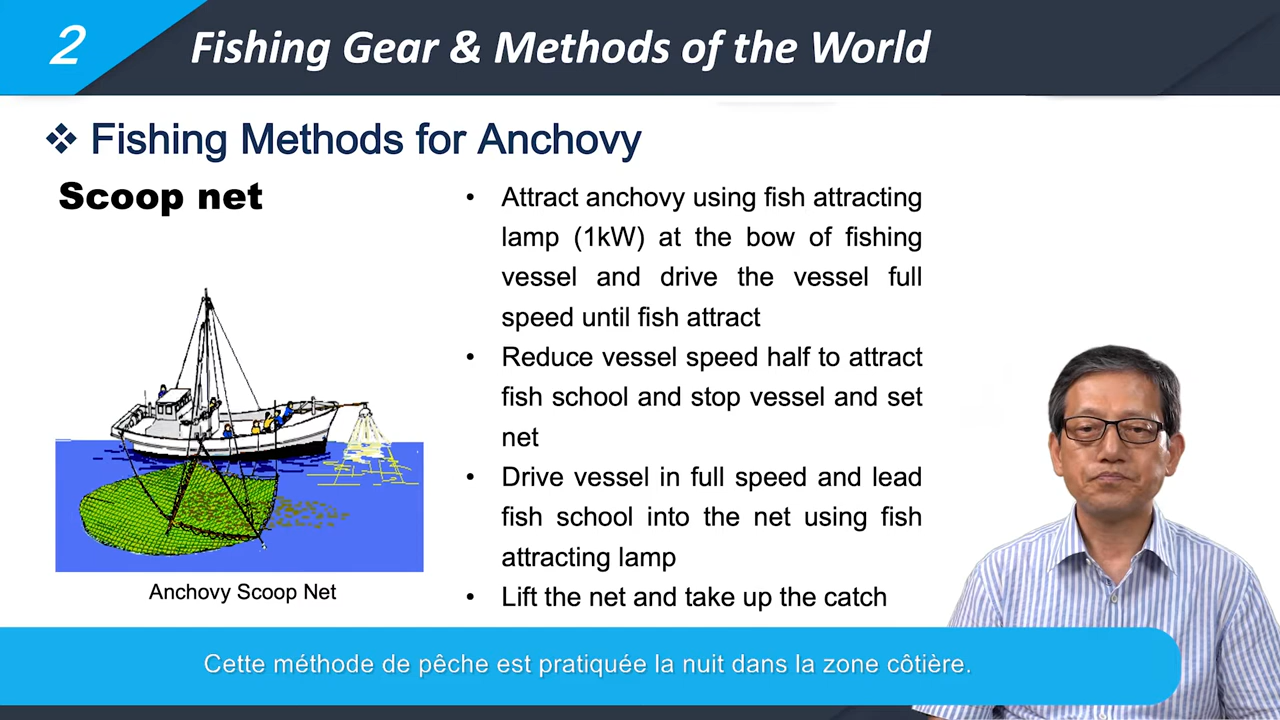 2
Fishing Gear & Methods of the World
❖ Fishing Methods for Anchovy
Scoop net
• Attract anchovy using fish attracting
lamp (1kW) at the bow of fishing
vessel and drive the vessel full
speed until fish attract
• Reduce vessel speed half to attract
fish school and stop vessel and set
net
• Drive vessel in full speed and lead
fish school into the net using fish
attracting lamp
• Lift the net and take up the catch
Anchovy Scoop Net
Cette méthode de pêche est pratiquée la nuit dans la zone côtière.